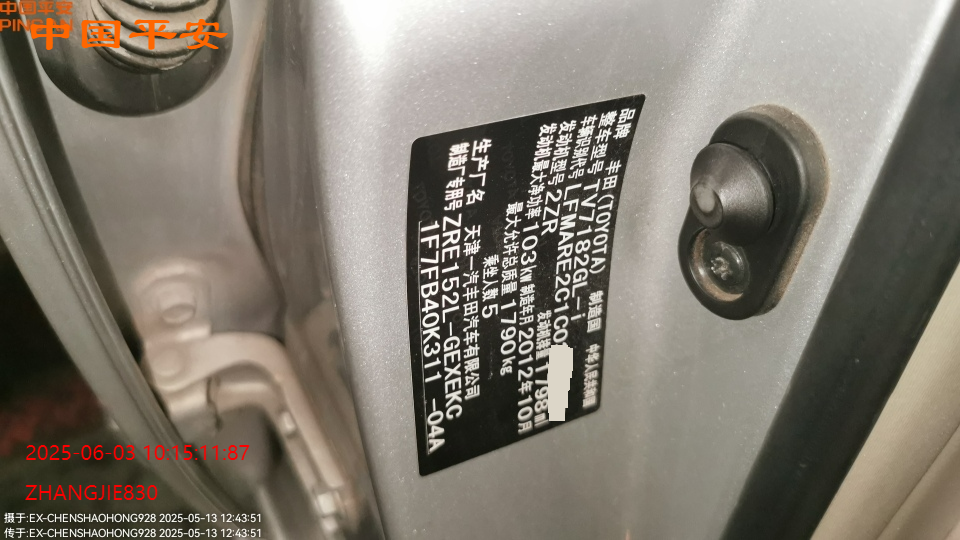 中国平安
PING
中国平安
品牌 丰田(TOYOTA) 制造国 中华人民共和国
整车型号 TV7182GL-i
车辆识别代号 LFMARE2C1C0
发动机型号 2ZR 发动机排量 1798ml
发动机最大净功率 103kW 制造年月 2012年10月
最大允许总质量 1790kg
乘坐人数 5
生产厂名 天津一汽丰田汽车有限公司
制造厂专用号 ZRE152L-GEXEKC
1F7FB40K311 -04A
2025-06-03 10:15:11:87
ZHANGJIE830
摄于:EX-CHENSHAOHONG928 2025-05-13 12:43:51
传于:EX-CHENSHAOHONG928 2025-05-13 12:43:51